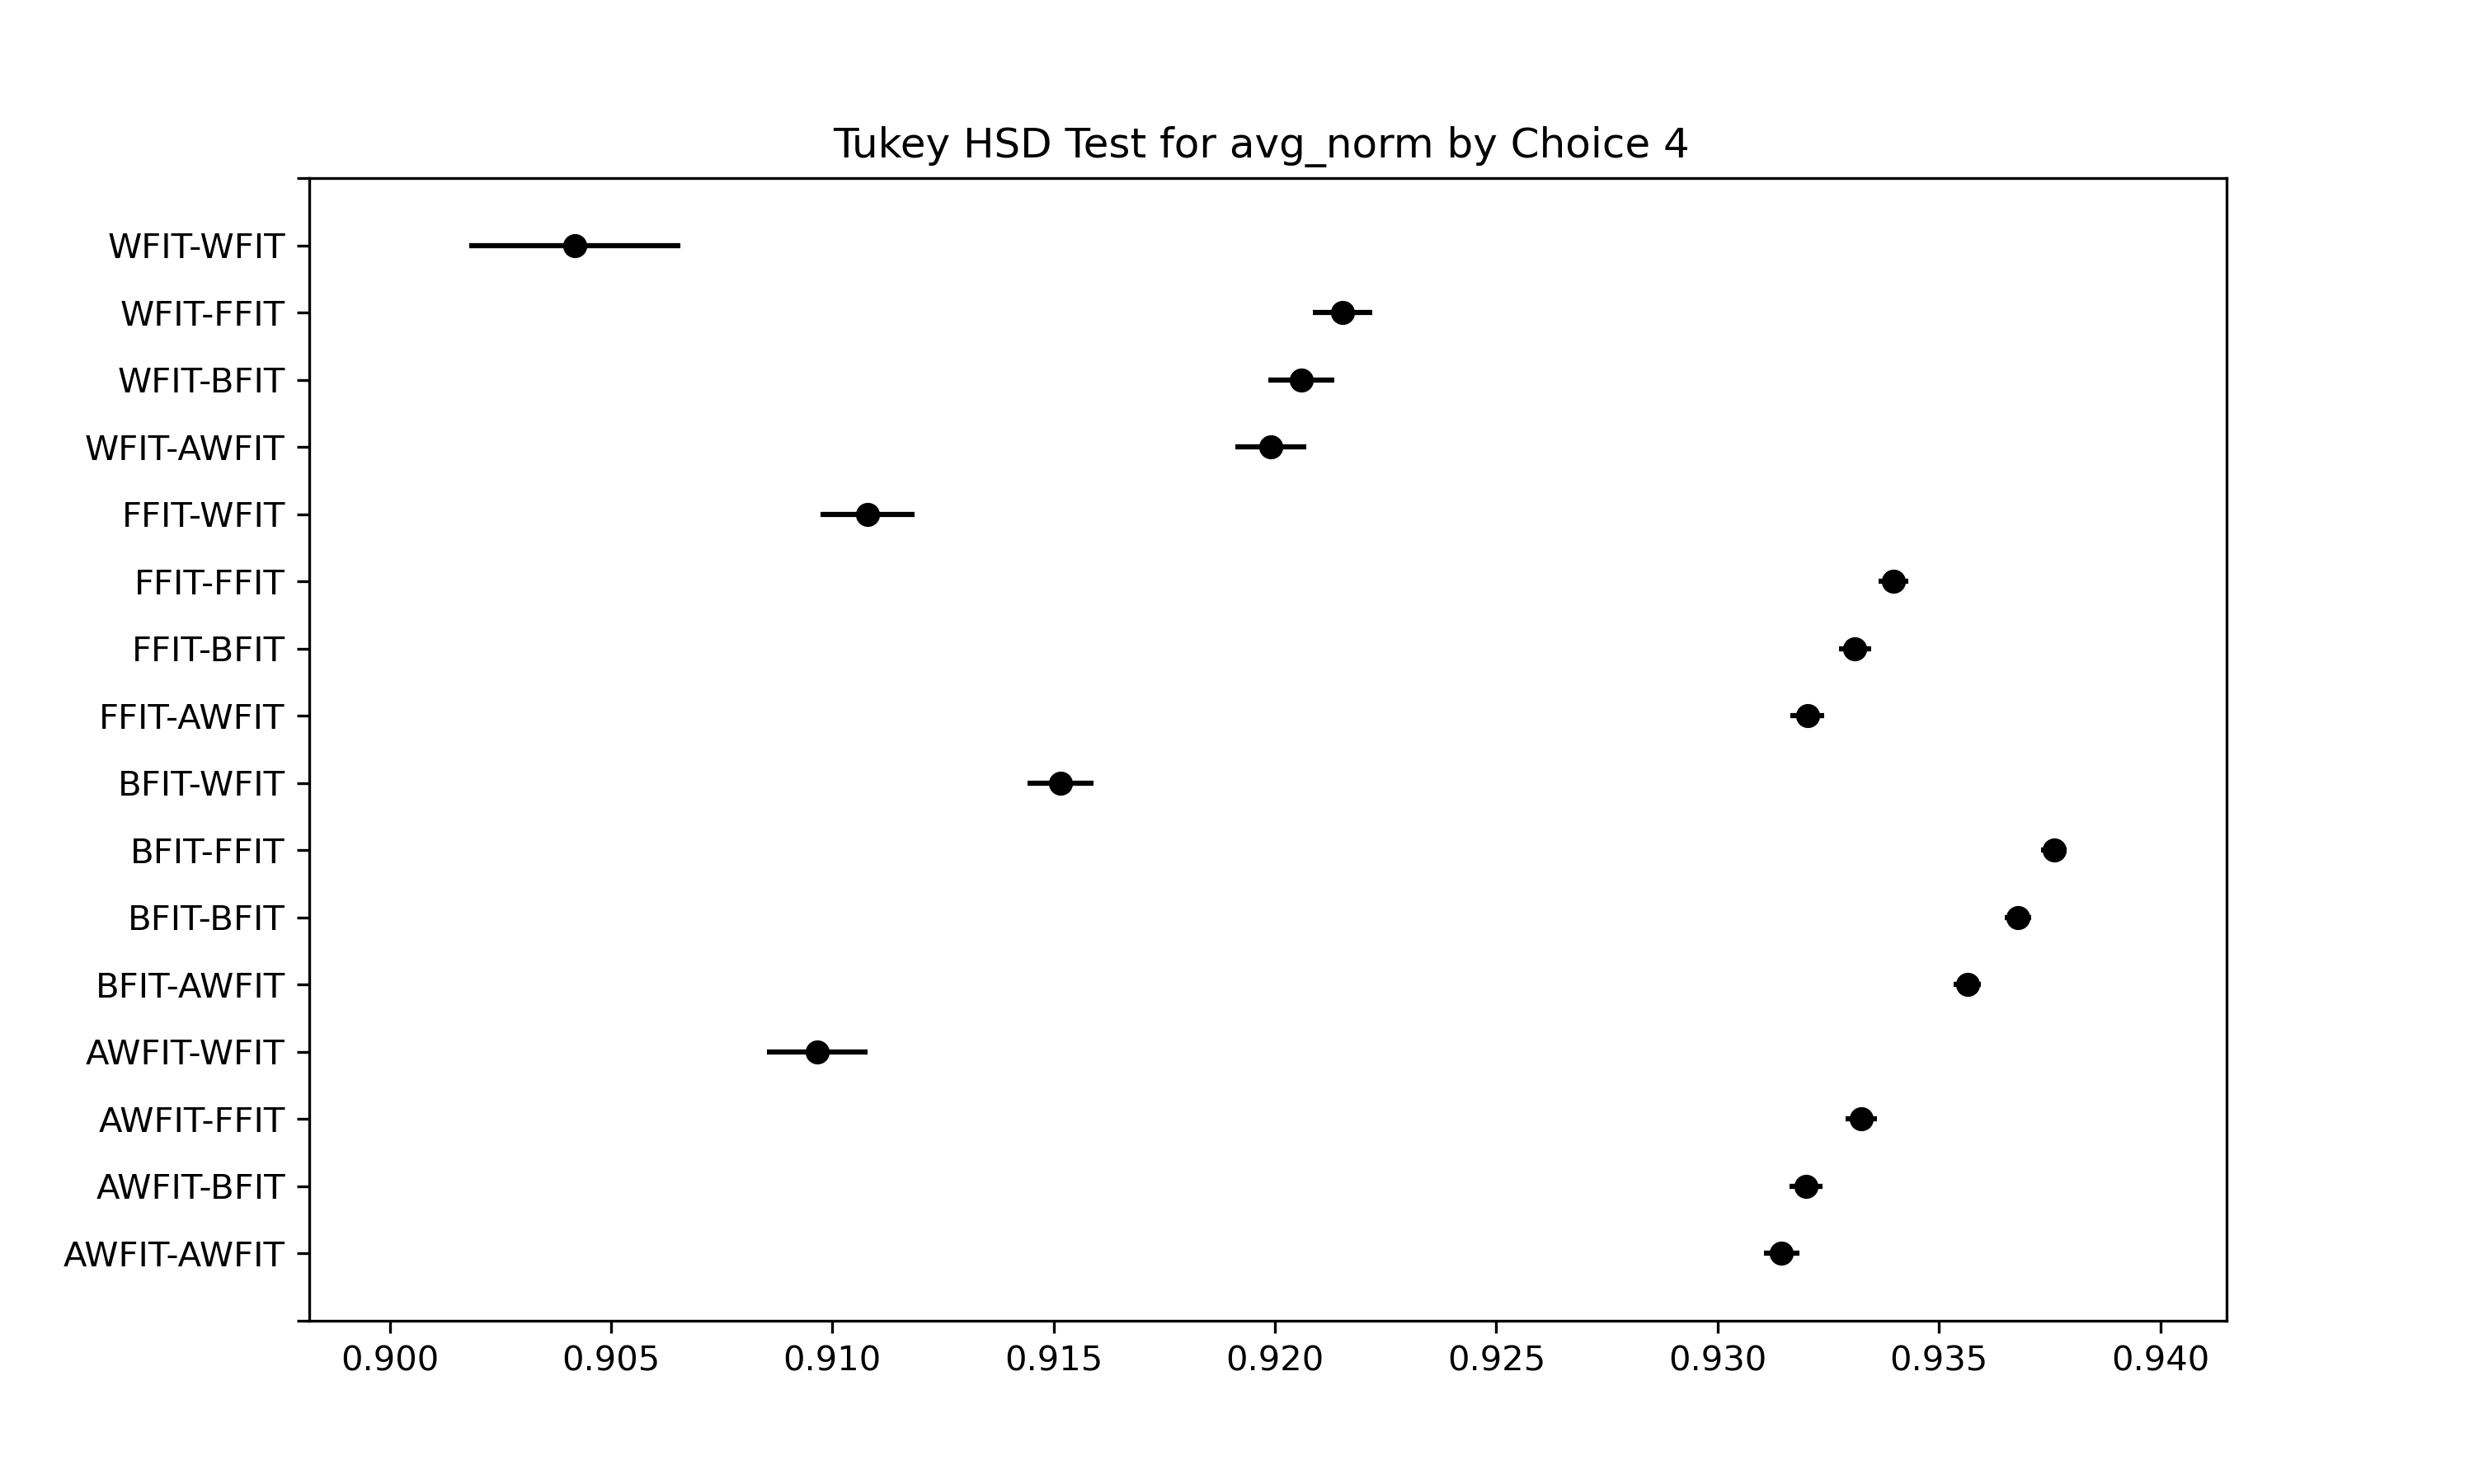 Tukey HSD Test for avg_norm by Choice 4
WFIT-WFIT
WFIT-FFIT
WFIT-BFIT
WFIT-AWFIT
FFIT-WFIT
FFIT-FFIT
FFIT-BFIT
FFIT-AWFIT
BFIT-WFIT
BFIT-FFIT
BFIT-BFIT
BFIT-AWFIT
AWFIT-WFIT
AWFIT-FFIT
AWFIT-BFIT
AWFIT-AWFIT
0.900 0.905 0.910 0.915 0.920 0.925 0.930 0.935 0.940